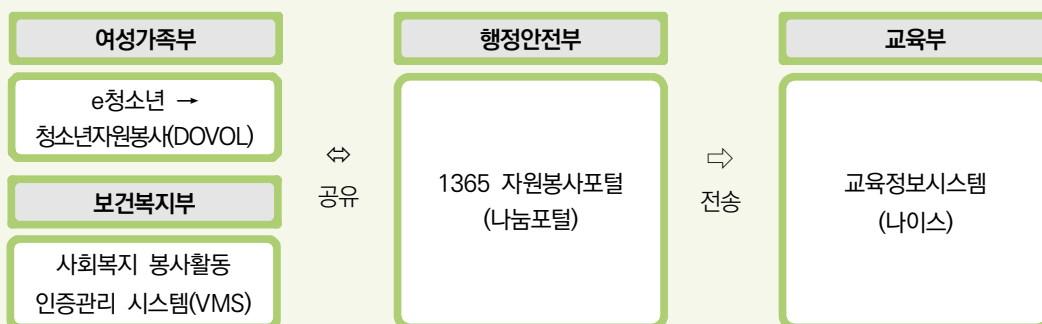 여성가족부
e청소년 →
청소년자원봉사(DOVOL)
보건복지부
사회복지 봉사활동
인증관리 시스템(VMS)
⇔
공유
행정안전부
1365 자원봉사포털
(나눔포털)
⇨
전송
교육부
교육정보시스템
(나이스)